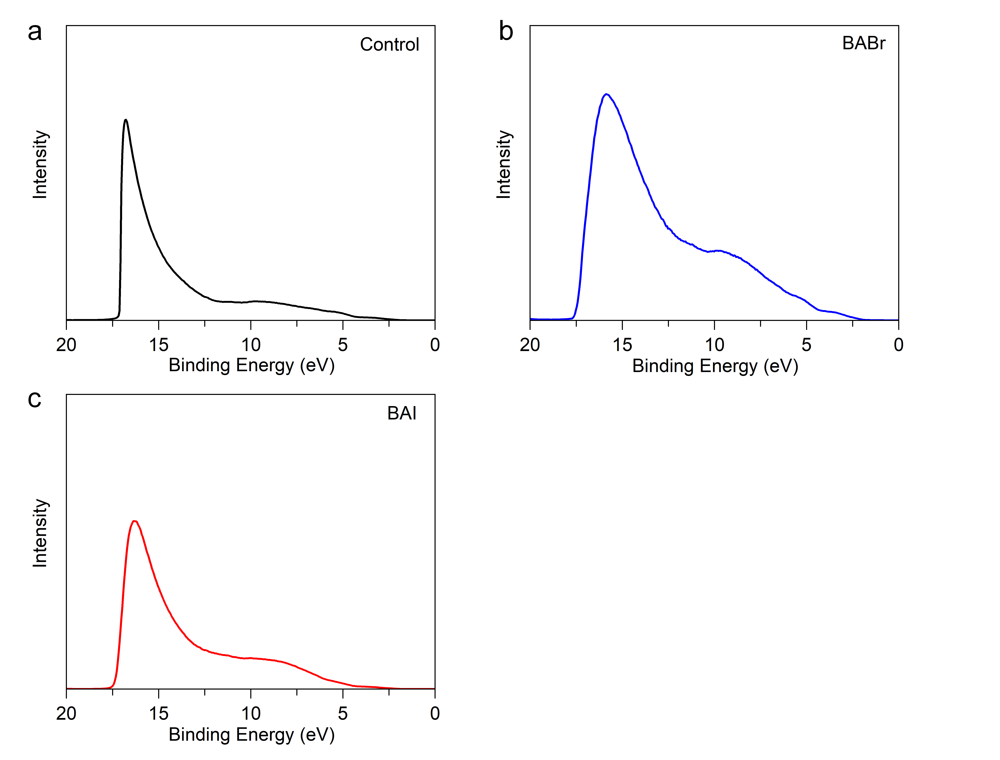 a
Control
Intensity
20 15 10 5 0
Binding Energy (eV)
b
BABr
Intensity
20 15 10 5 0
Binding Energy (eV)
c
BAI
Intensity
20 15 10 5 0
Binding Energy (eV)